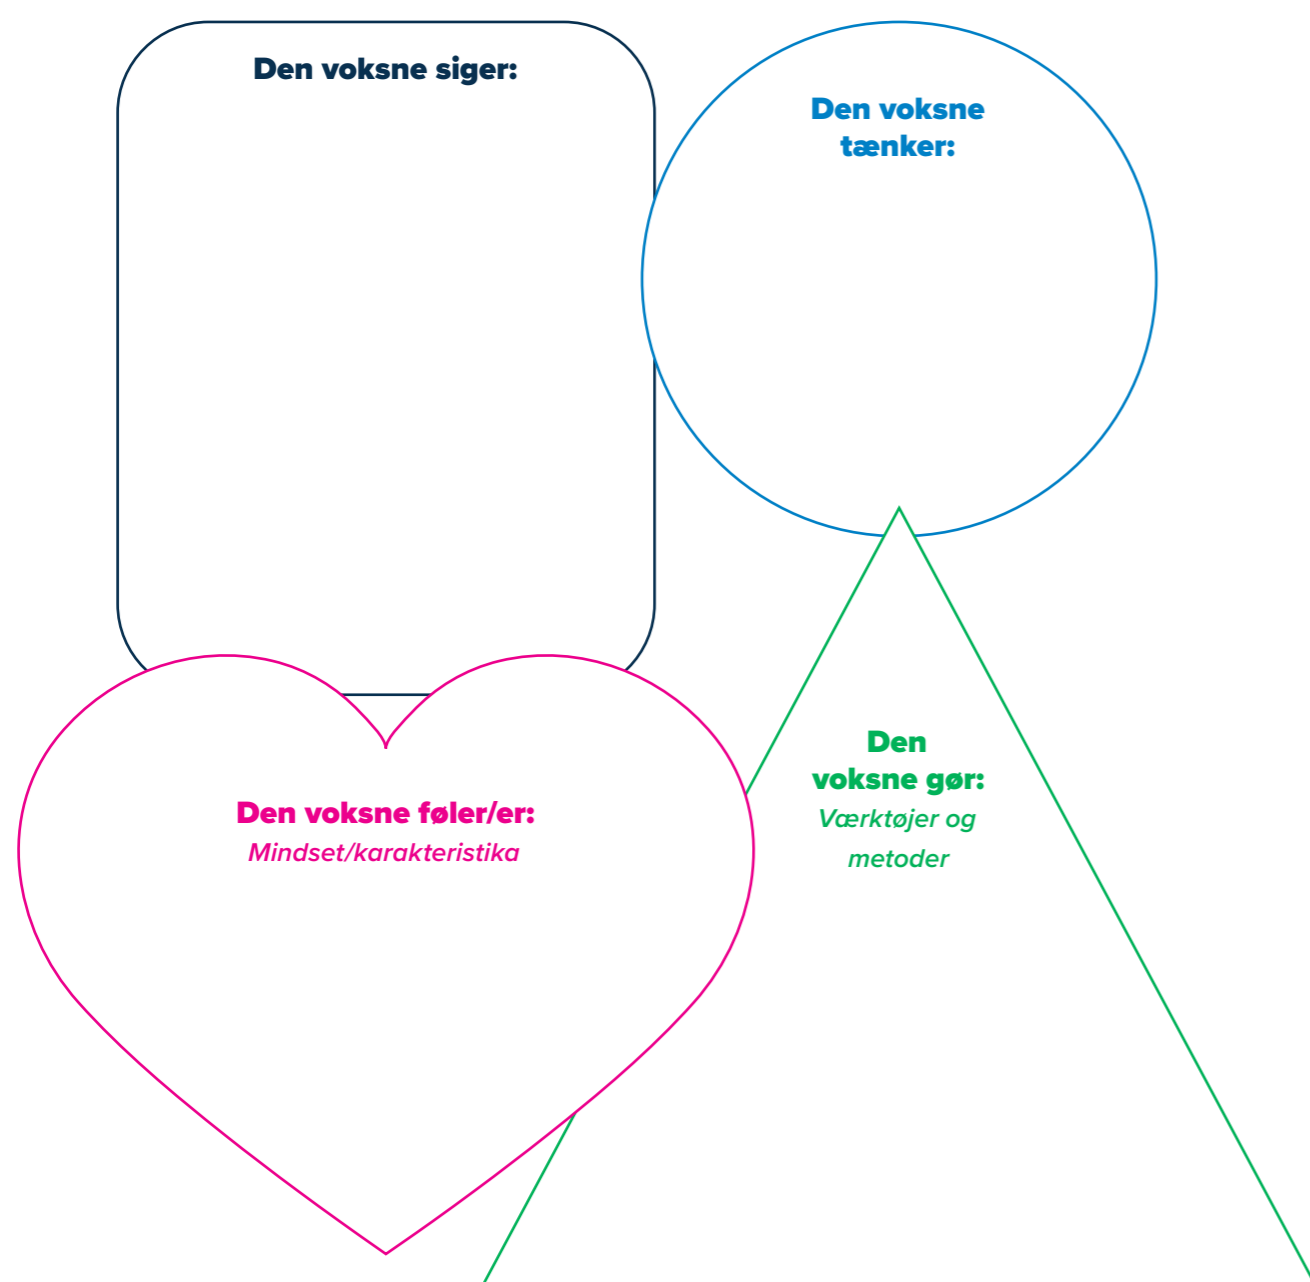 Den voksne siger:
Den voksne
tænker:
Den voksne føler/er:
Mindset/karakteristika
Den
voksne gør:
Værktøjer og
metoder